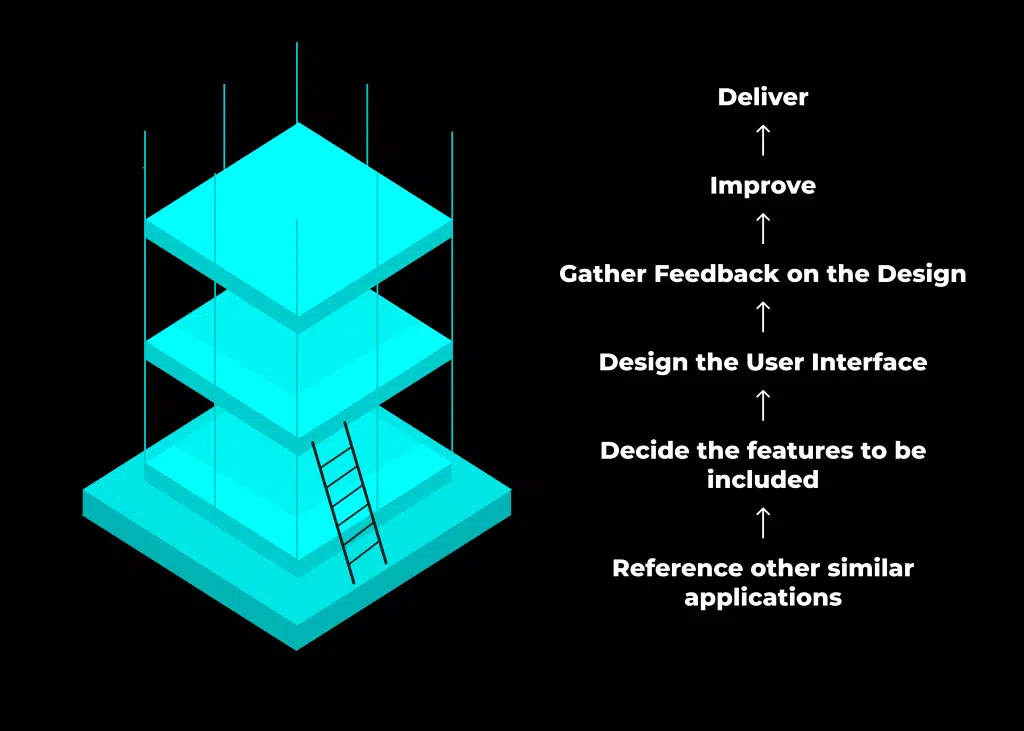 Deliver
Improve
Gather Feedback on the Design
Design the User Interface
Decide the features to be
included
Reference other similar
applications